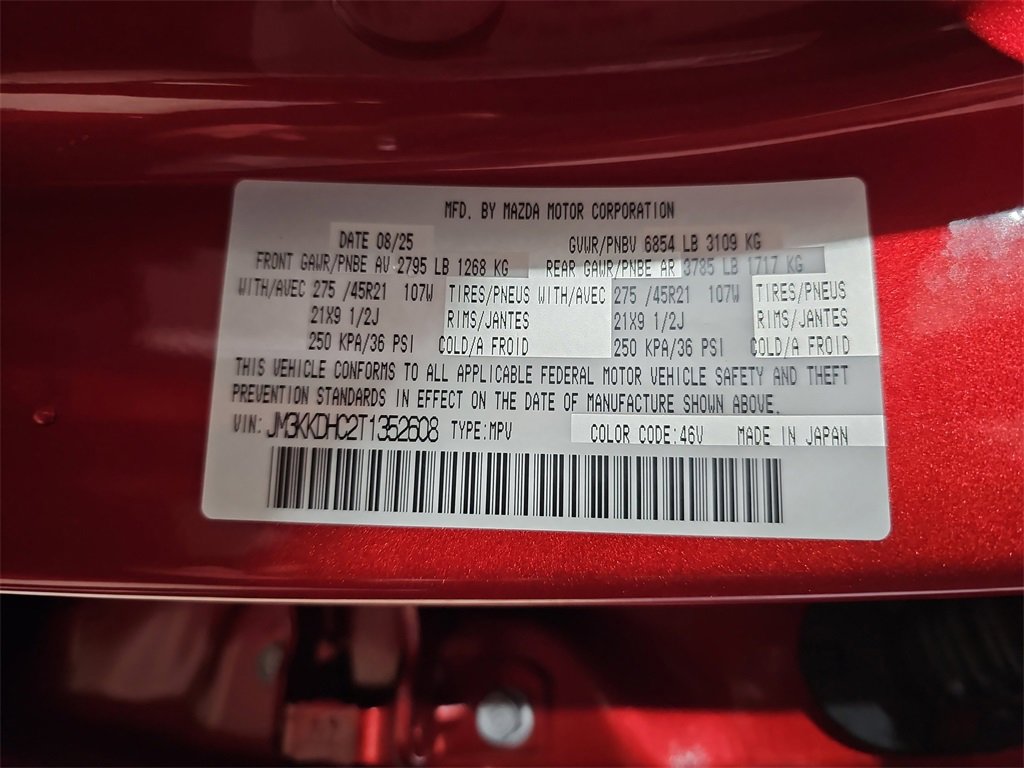 MFD. BY MAZDA MOTOR CORPORATION
DATE 08/25 GVWR/PNBV 6854 LB 3109 KG
FRONT GAWR/PNBE AV 2795 LB 1268 KG REAR GAWR/PNBE AR 3785 LB 1717 KG
WITH/AVEC 275 /45R21 107W TIRES/PNEUS WITH/AVEC 275 /45R21 107W TIRES/PNEUS
21X9 1/2J RIMS/JANTES 21X9 1/2J RIMS/JANTES
250 KPA/36 PSI COLD/A FROID 250 KPA/36 PSI COLD/A FROID
THIS VEHICLE CONFORMS TO ALL APPLICABLE FEDERAL MOTOR VEHICLE SAFETY AND THEFT
PREVENTION STANDARDS IN EFFECT ON THE DATE OF MANUFACTURE SHOWN ABOVE.
VIN: JM3KKDHC2T1352608 TYPE:MPV COLOR CODE:46V MADE IN JAPAN